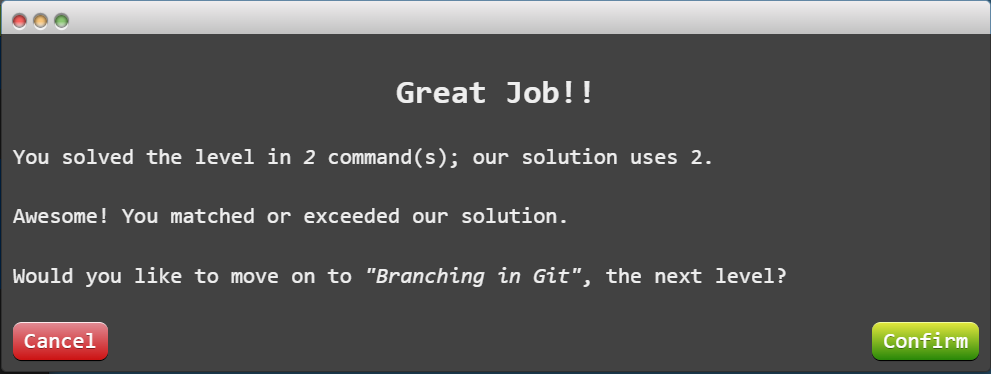 Great Job!!
You solved the level in 2 command(s); our solution uses 2.
Awesome! You matched or exceeded our solution.
Would you like to move on to "Branching in Git", the next level?
Cancel
Confirm